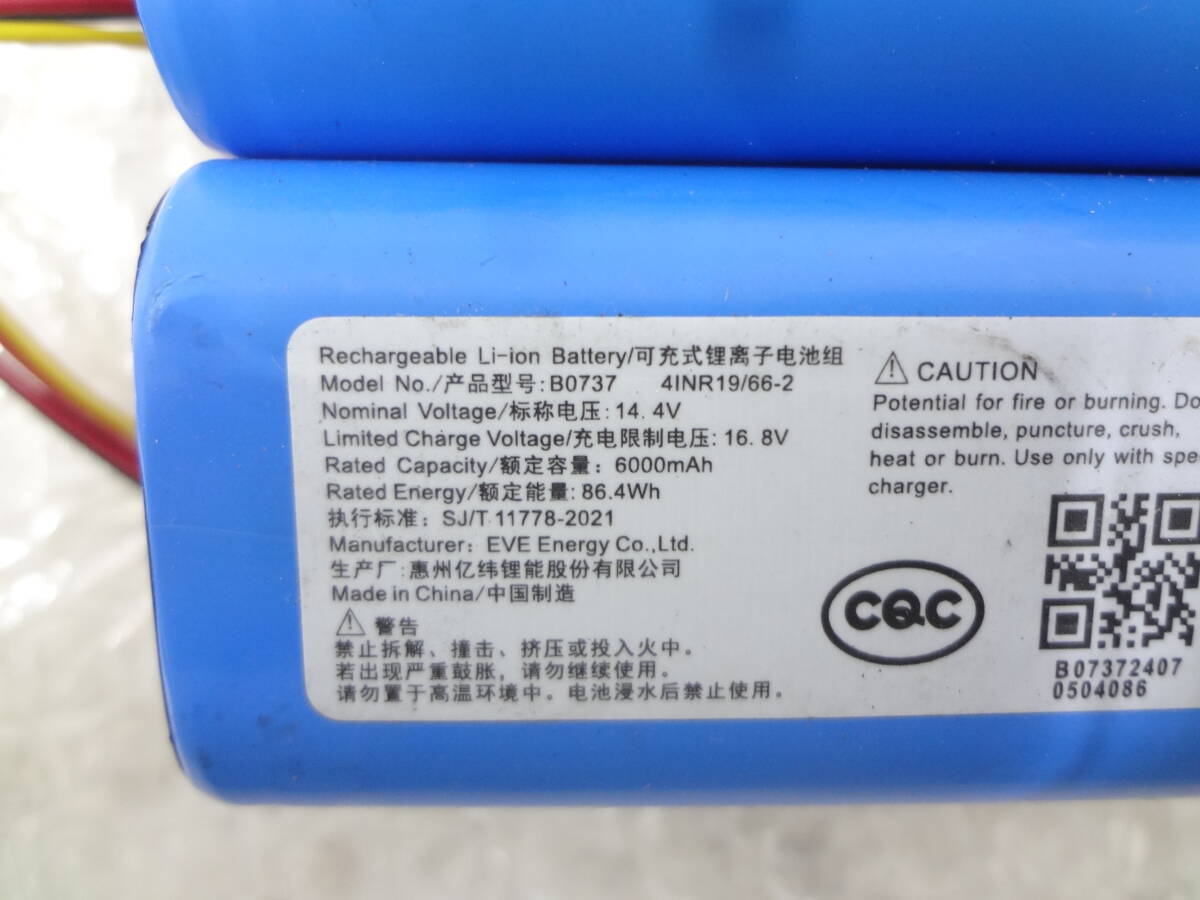 Rechargeable Li-ion Battery/可充式锂离子电池组
Model No./产品型号:B0737 4INR19/66-2
Nominal Voltage/标称电压:14.4V
Limited Charge Voltage/充电限制电压:16.8V
Rated Capacity/额定容量:6000mAh
Rated Energy/额定能量:86.4Wh
执行标准:SJ/T 11778-2021
Manufacturer: EVE Energy Co.,Ltd.
生产厂:惠州亿纬锂能股份有限公司
Made in China/中国制造
⚠ 警告
禁止拆解、撞击、挤压或投入火中。
若出现严重鼓胀,请勿继续使用。
请勿置于高温环境中。电池浸水后禁止使用。
⚠ CAUTION
Potential for fire or burning. Do
disassemble, puncture, crush,
heat or burn. Use only with spe
charger.
CQC
B07372407
0504086